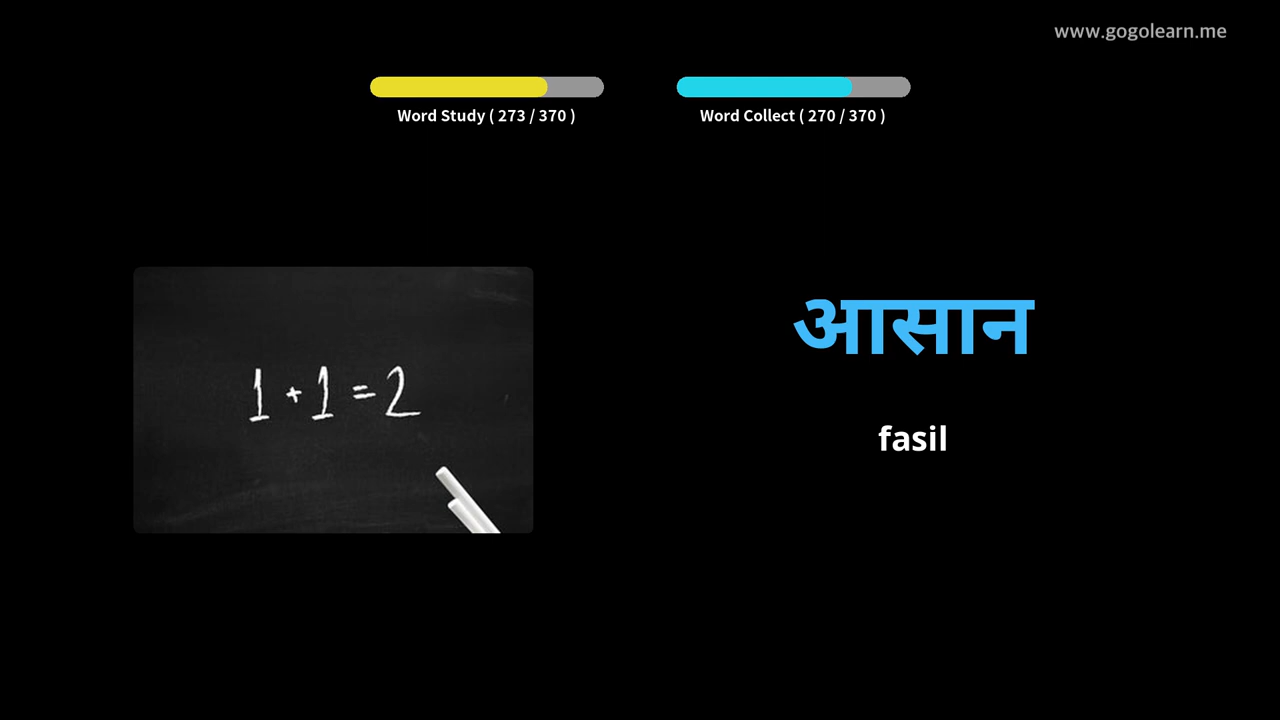 www.gogolearn.me
Word Study ( 273 / 370 )
Word Collect ( 270 / 370 )
1 + 1 = 2
आसान
fasil